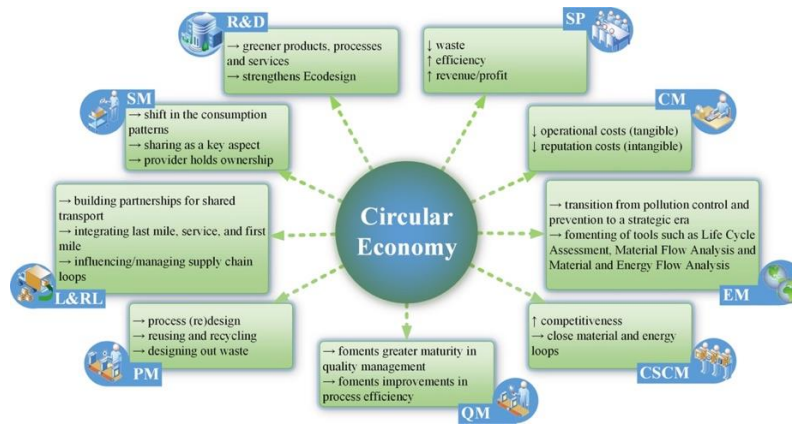 R&D
→ greener products, processes
and services
→ strengthens Ecodesign
SP
↓ waste
↑ efficiency
↑ revenue/profit
SM
→ shift in the consumption
patterns
→ sharing as a key aspect
→ provider holds ownership
CM
↓ operational costs (tangible)
↓ reputation costs (intangible)
Circular
Economy
→ building partnerships for shared
transport
→ integrating last mile, service, and first
mile
→ influencing/managing supply chain
loops
L&RL
→ transition from pollution control and
prevention to a strategic era
→ fomenting of tools such as Life Cycle
Assessment, Material Flow Analysis and
Material and Energy Flow Analysis
EM
→ process (re)design
→ reusing and recycling
→ designing out waste
PM
→ foments greater maturity in
quality management
→ foments improvements in
process efficiency
QM
↑ competitiveness
→ close material and energy
loops
CSCM